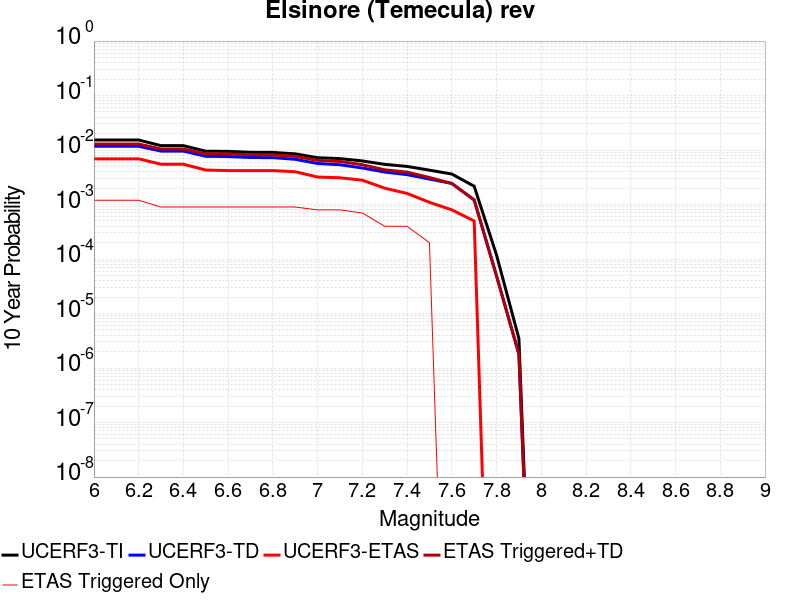 Elsinore (Temecula) rev
10^0
10^-1
10^-2
10^-3
10^-4
10^-5
10^-6
10^-7
10^-8
10 Year Probability
6 6.2 6.4 6.6 6.8 7 7.2 7.4 7.6 7.8 8 8.2 8.4 8.6 8.8 9
Magnitude
UCERF3-TI UCERF3-TD UCERF3-ETAS ETAS Triggered+TD
ETAS Triggered Only